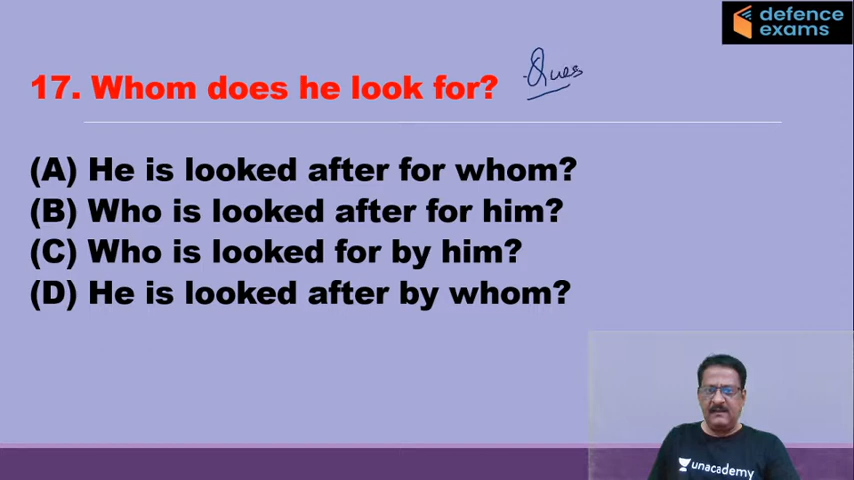 defence
exams
17. Whom does he look for?
Ques
(A) He is looked after for whom?
(B) Who is looked after for him?
(C) Who is looked for by him?
(D) He is looked after by whom?
unacademy